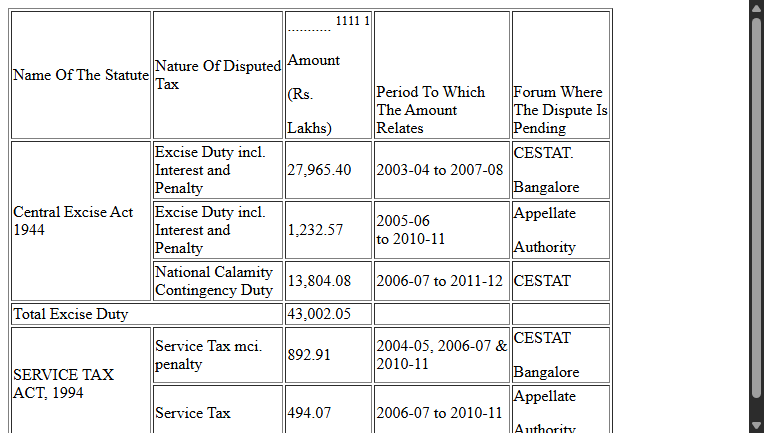 Name Of The Statute
Nature Of Disputed
Tax
........... 1111 1
Amount
(Rs.
Lakhs)
Period To Which
The Amount
Relates
Forum Where
The Dispute Is
Pending
Central Excise Act
1944
Excise Duty incl.
Interest and
Penalty
27,965.40
2003-04 to 2007-08
CESTAT.
Bangalore
Excise Duty incl.
Interest and
Penalty
1,232.57
2005-06
to 2010-11
Appellate
Authority
National Calamity
Contingency Duty
13,804.08
2006-07 to 2011-12
CESTAT
Total Excise Duty
43,002.05
SERVICE TAX
ACT, 1994
Service Tax mci.
penalty
892.91
2004-05, 2006-07 &
2010-11
CESTAT
Bangalore
Service Tax
494.07
2006-07 to 2010-11
Appellate
Authority